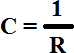 C = 1/R